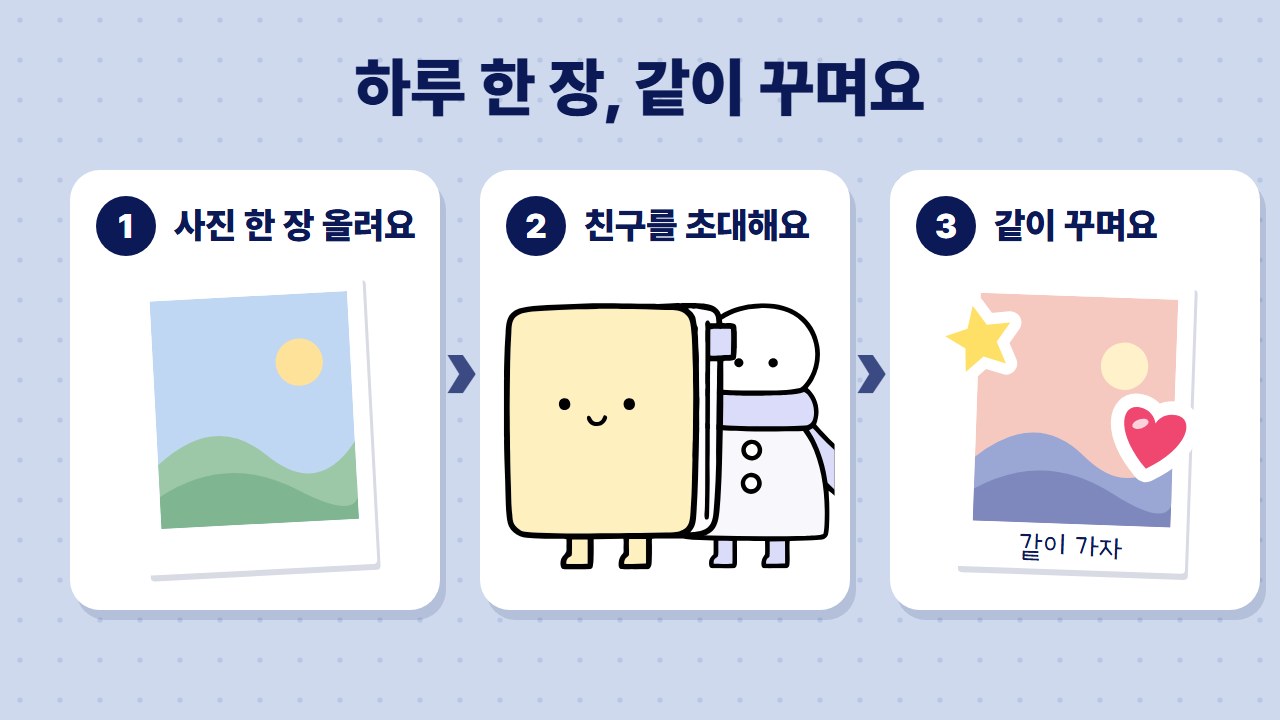 하루 한 장, 같이 꾸며요
1 사진 한 장 올려요
2 친구를 초대해요
3 같이 꾸며요
같이 가자